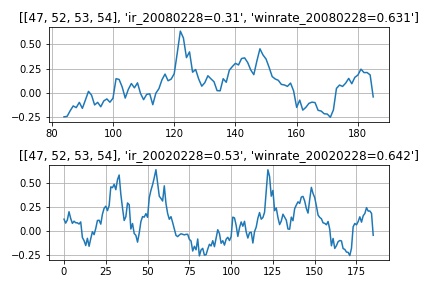 [[47, 52, 53, 54], 'ir_20080228=0.31', 'winrate_20080228=0.631']
0.50
0.25
0.00
−0.25
80 100 120 140 160 180
[[47, 52, 53, 54], 'ir_20020228=0.53', 'winrate_20020228=0.642']
0.50
0.25
0.00
−0.25
0 25 50 75 100 125 150 175